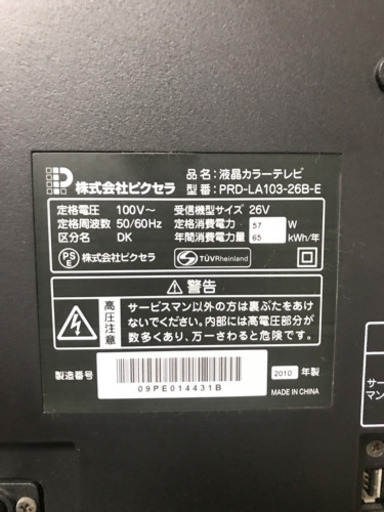 品名：液晶カラーテレビ
株式会社ピクセラ 型番：PRD-LA103-26B-E
定格電圧 100V～ 受信機型サイズ 26V
定格周波数 50/60Hz 定格消費電力 57 W
区分名 DK 年間消費電力量 65 kWh/年
PS E 株式会社ピクセラ TÜVRheinland
⚠警告
高圧注意
サービスマン以外の方は裏ぶたをあけ
ないでください。内部には高電圧部分が
数多くあり、万一さわると危険です。
製造番号
09PE014431B
2010 年製
MADE IN CHINA
サー
マン